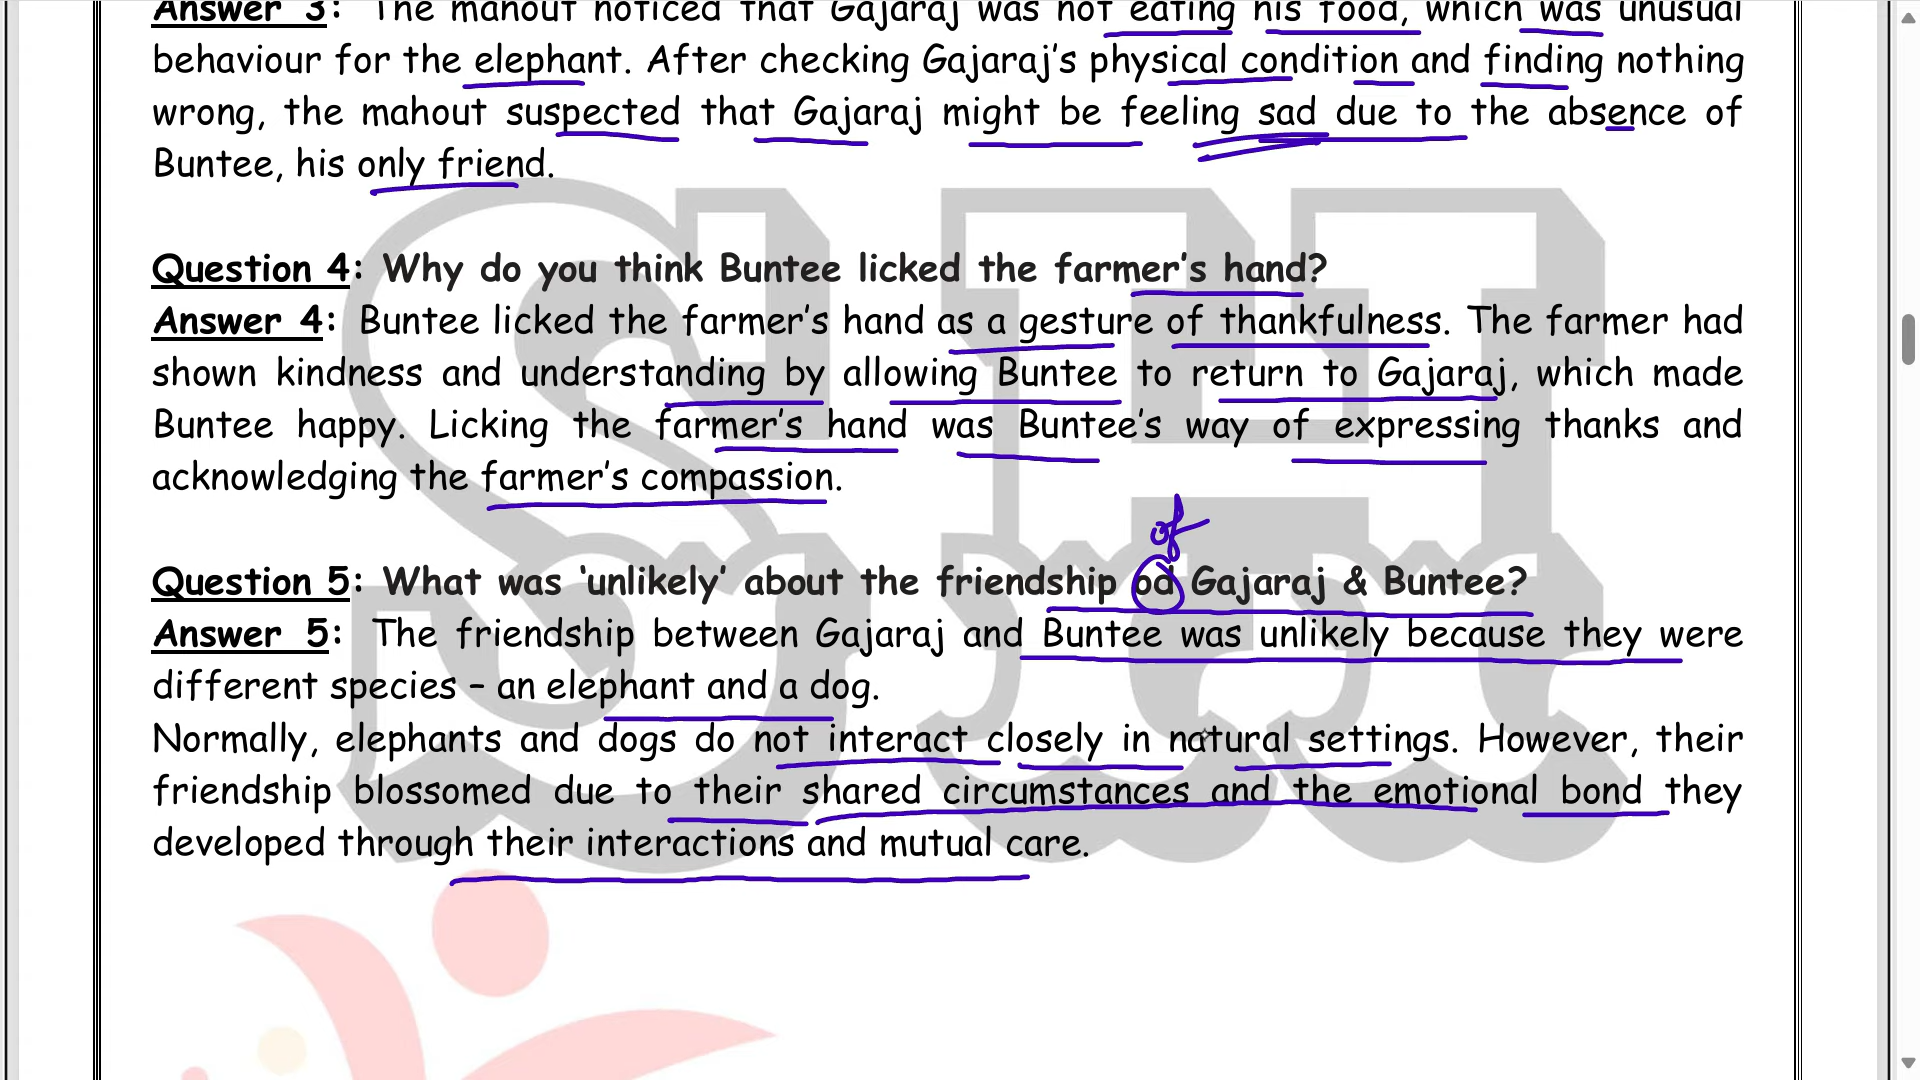 Answer 3: The mahout noticed that Gajaraj was not eating his food, which was unusual
behaviour for the elephant. After checking Gajaraj’s physical condition and finding nothing
wrong, the mahout suspected that Gajaraj might be feeling sad due to the absence of
Buntee, his only friend.
Question 4: Why do you think Buntee licked the farmer’s hand?
Answer 4: Buntee licked the farmer’s hand as a gesture of thankfulness. The farmer had
shown kindness and understanding by allowing Buntee to return to Gajaraj, which made
Buntee happy. Licking the farmer’s hand was Buntee’s way of expressing thanks and
acknowledging the farmer’s compassion.
of
Question 5: What was ‘unlikely’ about the friendship od Gajaraj & Buntee?
Answer 5: The friendship between Gajaraj and Buntee was unlikely because they were
different species – an elephant and a dog.
Normally, elephants and dogs do not interact closely in natural settings. However, their
friendship blossomed due to their shared circumstances and the emotional bond they
developed through their interactions and mutual care.